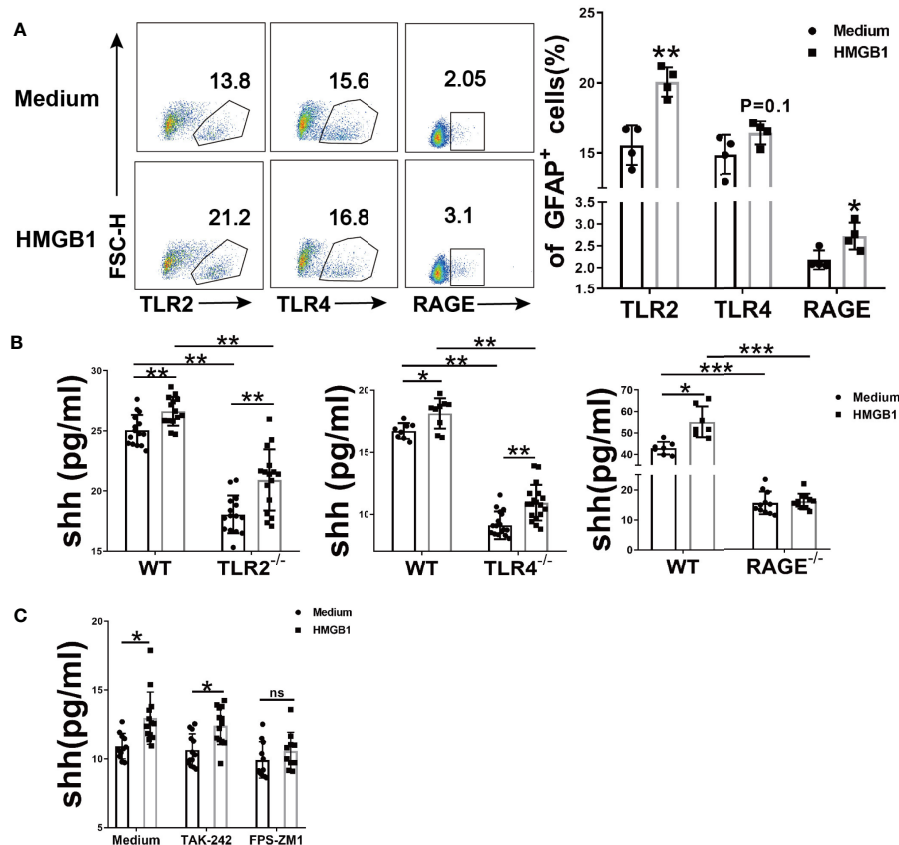 A
Medium
HMGB1
FSC-H
13.8
15.6
2.05
21.2
16.8
3.1
TLR2
TLR4
RAGE
of GFAP+ cells(%)
25
20
15
3.5
3.0
2.5
2.0
1.5
**
P=0.1
*
TLR2
TLR4
RAGE
Medium
HMGB1
B
shh (pg/ml)
30
25
21
15
**
**
**
**
WT
TLR2-/-
shh (pg/ml)
20
15
10
**
**
*
**
WT
TLR4-/-
shh(pg/ml)
70
60
50
40
30
20
10
0
***
***
*
WT
RAGE-/-
Medium
HMGB1
C
shh(pg/ml)
20
15
10
5
*
*
ns
Medium
TAK-242
FPS-ZM1
Medium
HMGB1